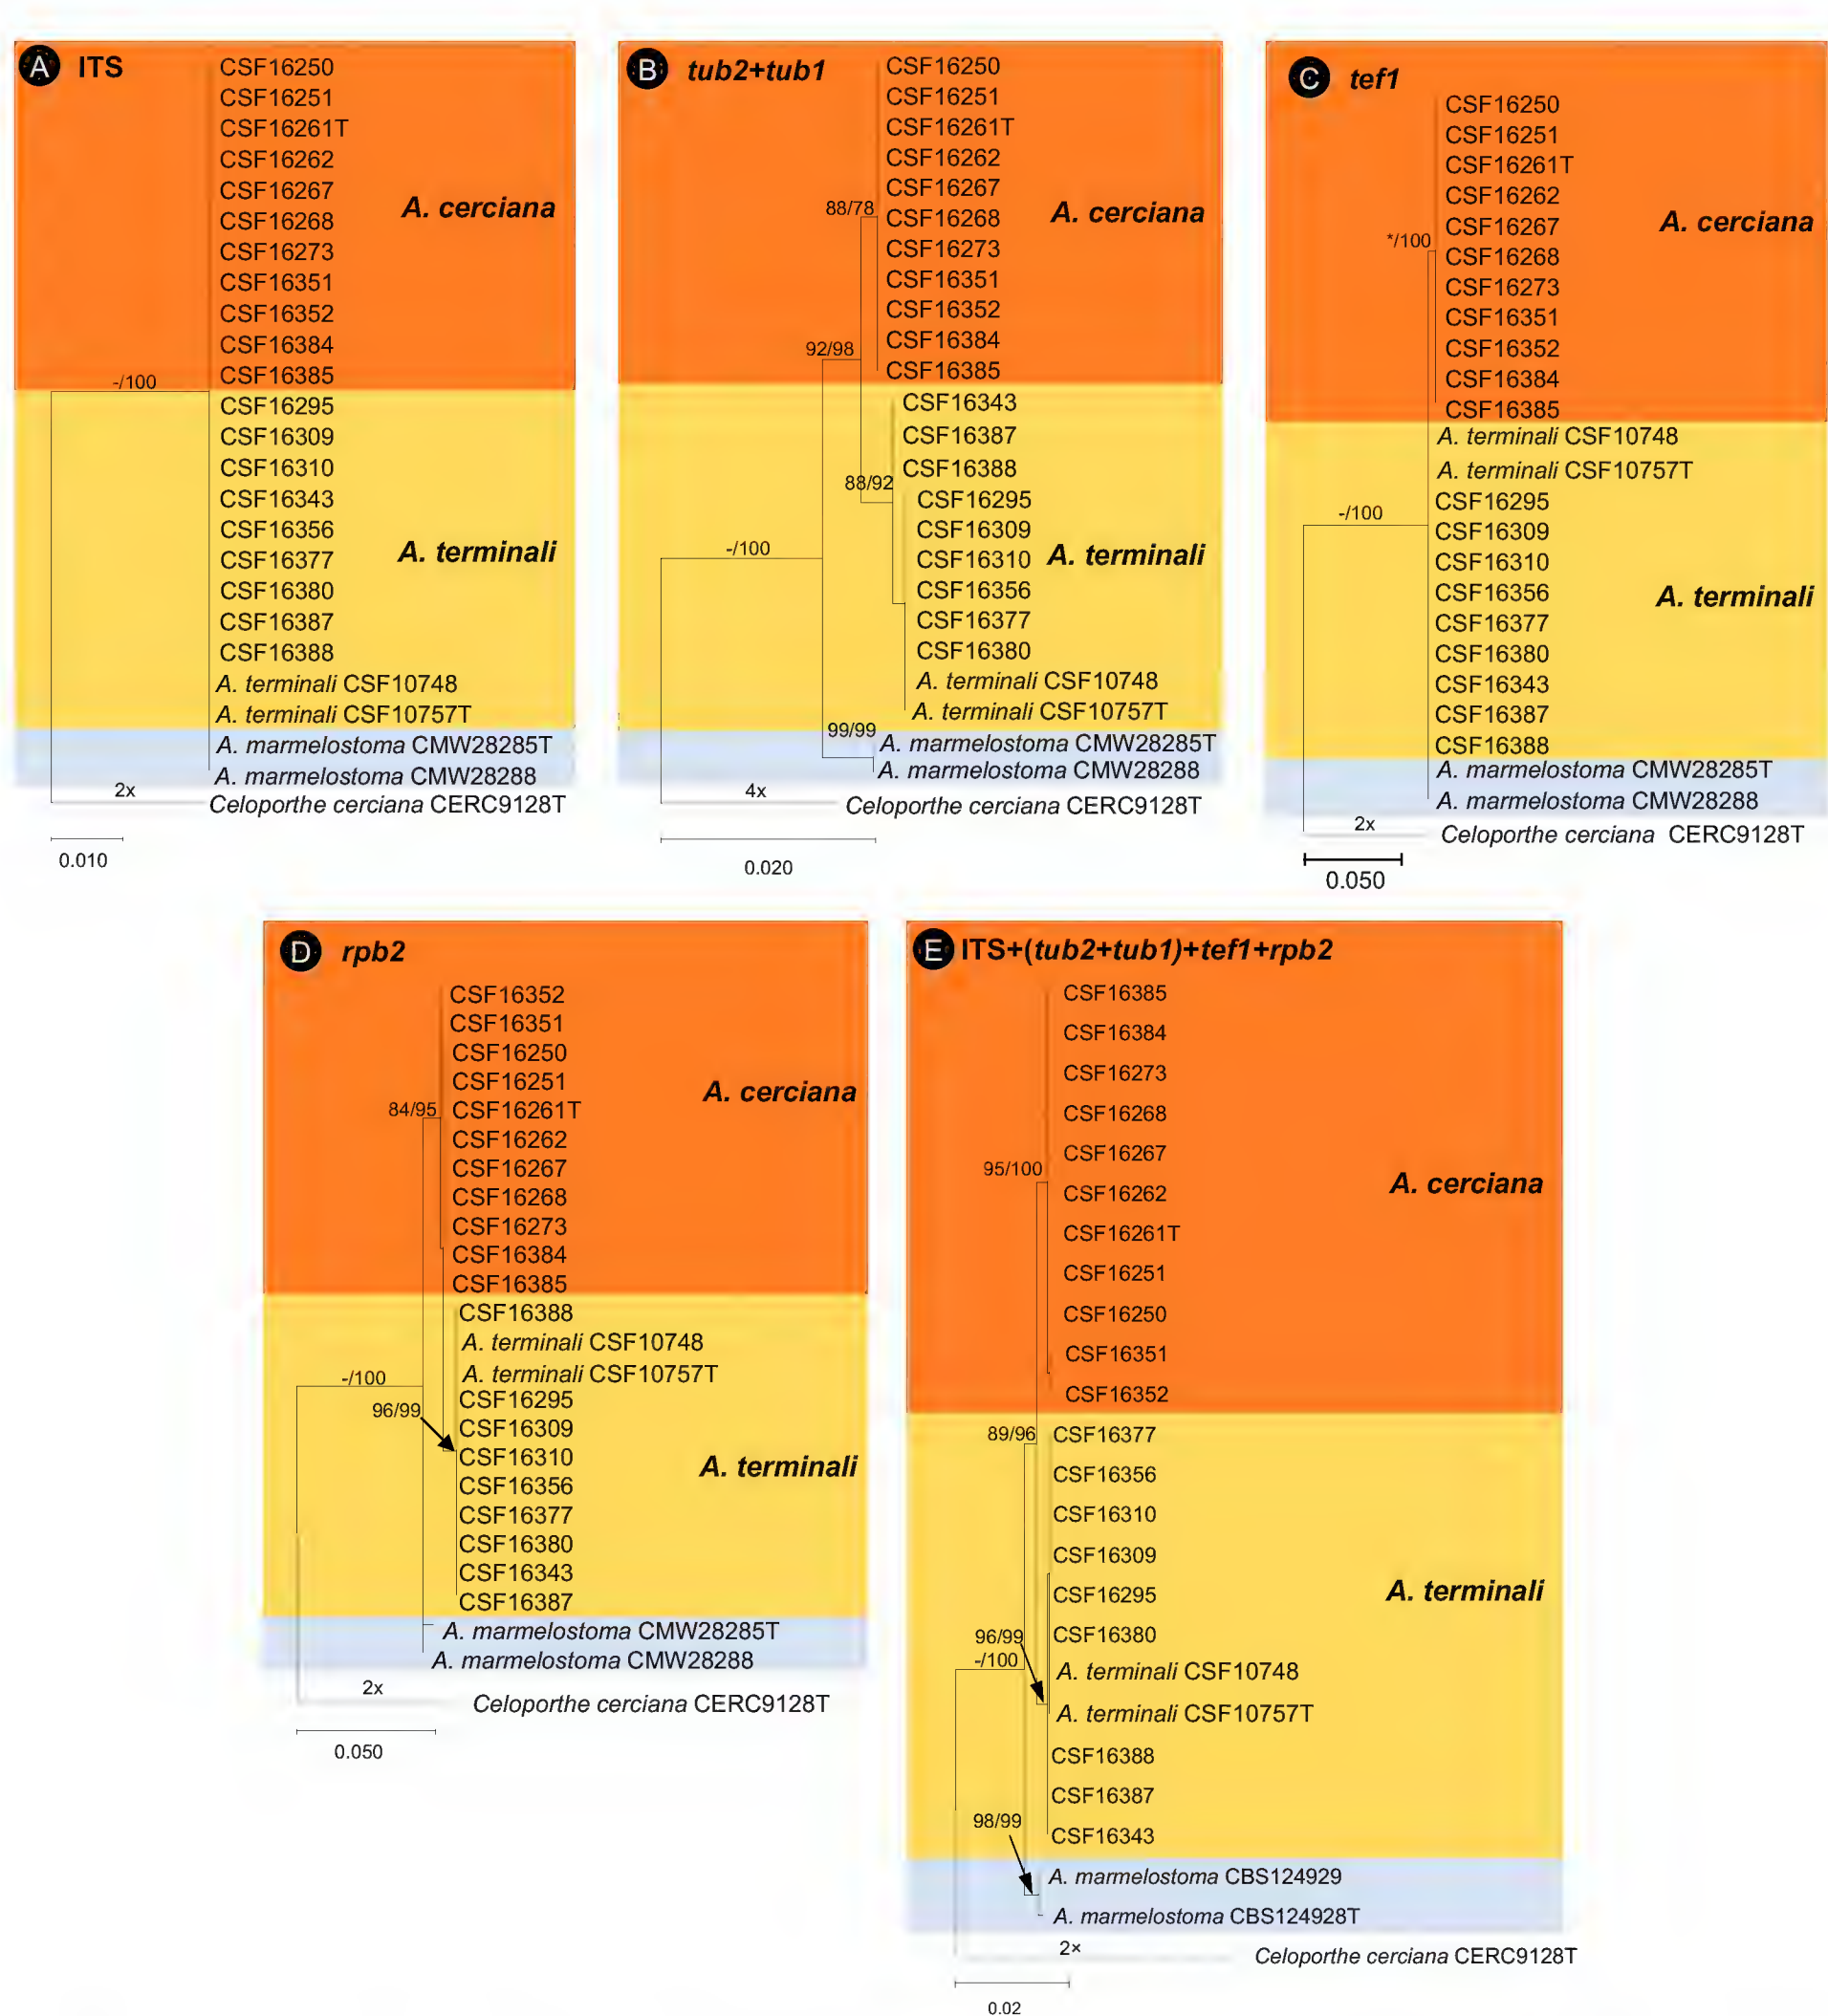 A ITS
CSF16250
CSF16251
CSF16261T
CSF16262
CSF16267
A. cerciana
CSF16268
CSF16273
CSF16351
CSF16352
CSF16384
CSF16385
-/100
CSF16295
CSF16309
CSF16310
CSF16343
CSF16356
A. terminali
CSF16377
CSF16380
CSF16387
CSF16388
A. terminali CSF10748
A. terminali CSF10757T
A. marmelostoma CMW28285T
A. marmelostoma CMW28288
2x
Celoporthe cerciana CERC9128T
0.010
B tub2+tub1
CSF16250
CSF16251
CSF16261T
CSF16262
CSF16267
88/78
A. cerciana
CSF16268
CSF16273
CSF16351
CSF16352
CSF16384
92/98
CSF16385
CSF16343
CSF16387
CSF16388
88/92
CSF16295
CSF16309
-/100
CSF16310
A. terminali
CSF16356
CSF16377
CSF16380
A. terminali CSF10748
A. terminali CSF10757T
99/99
A. marmelostoma CMW28285T
A. marmelostoma CMW28288
4x
Celoporthe cerciana CERC9128T
0.020
C tef1
CSF16250
CSF16251
CSF16261T
CSF16262
A. cerciana
CSF16267
*/100
CSF16268
CSF16273
CSF16351
CSF16352
CSF16384
CSF16385
A. terminali CSF10748
A. terminali CSF10757T
CSF16295
-/100
CSF16309
CSF16310
CSF16356
A. terminali
CSF16377
CSF16380
CSF16343
CSF16387
CSF16388
A. marmelostoma CMW28285T
A. marmelostoma CMW28288
2x
Celoporthe cerciana CERC9128T
0.050
D rpb2
CSF16352
CSF16351
CSF16250
CSF16251
A. cerciana
84/95
CSF16261T
CSF16262
CSF16267
CSF16268
CSF16273
CSF16384
CSF16385
CSF16388
A. terminali CSF10748
A. terminali CSF10757T
-/100
CSF16295
96/99
CSF16309
CSF16310
A. terminali
CSF16356
CSF16377
CSF16380
CSF16343
CSF16387
A. marmelostoma CMW28285T
A. marmelostoma CMW28288
2x
Celoporthe cerciana CERC9128T
0.050
E ITS+(tub2+tub1)+tef1+rpb2
CSF16385
CSF16384
CSF16273
CSF16268
CSF16267
95/100
A. cerciana
CSF16262
CSF16261T
CSF16251
CSF16250
CSF16351
CSF16352
89/96
CSF16377
CSF16356
CSF16310
CSF16309
A. terminali
CSF16295
CSF16380
96/99
-/100
A. terminali CSF10748
A. terminali CSF10757T
CSF16388
CSF16387
98/99
CSF16343
A. marmelostoma CBS124929
A. marmelostoma CBS124928T
2×
Celoporthe cerciana CERC9128T
0.02